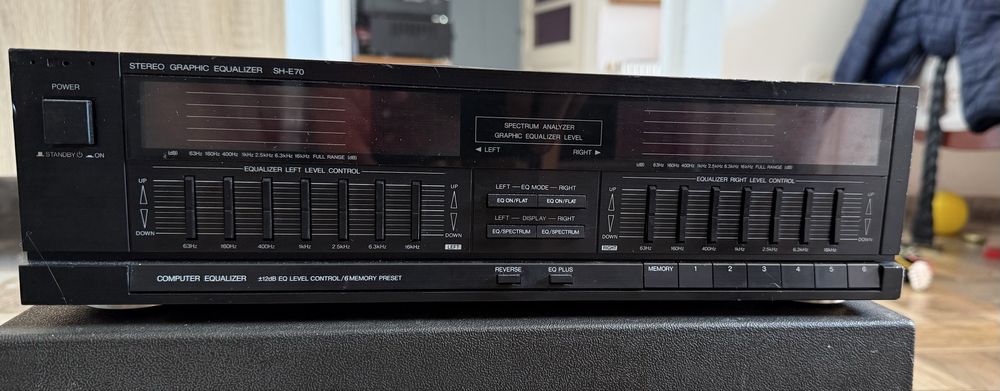 STEREO GRAPHIC EQUALIZER SH-E70
POWER
STANDBY ON
SPECTRUM ANALYZER
GRAPHIC EQUALIZER LEVEL
◄ LEFT RIGHT ►
(dB) 63Hz 160Hz 400Hz 1kHz 2.5kHz 6.3kHz 16kHz FULL RANGE (dB)
(dB) 63Hz 160Hz 400Hz 1kHz 2.5kHz 6.3kHz 16kHz FULL RANGE (dB)
EQUALIZER LEFT LEVEL CONTROL
UP UP
DOWN DOWN
63Hz 160Hz 400Hz 1kHz 2.5kHz 6.3kHz 16kHz LEFT
LEFT — EQ MODE — RIGHT
EQ ON/FLAT EQ ON/FLAT
LEFT — DISPLAY — RIGHT
EQ/SPECTRUM EQ/SPECTRUM
EQUALIZER RIGHT LEVEL CONTROL
UP UP
DOWN DOWN
RIGHT 63Hz 160Hz 400Hz 1kHz 2.5kHz 6.3kHz 16kHz
COMPUTER EQUALIZER ±12dB EQ LEVEL CONTROL/6 MEMORY PRESET
REVERSE EQ PLUS
MEMORY 1 2 3 4 5 6